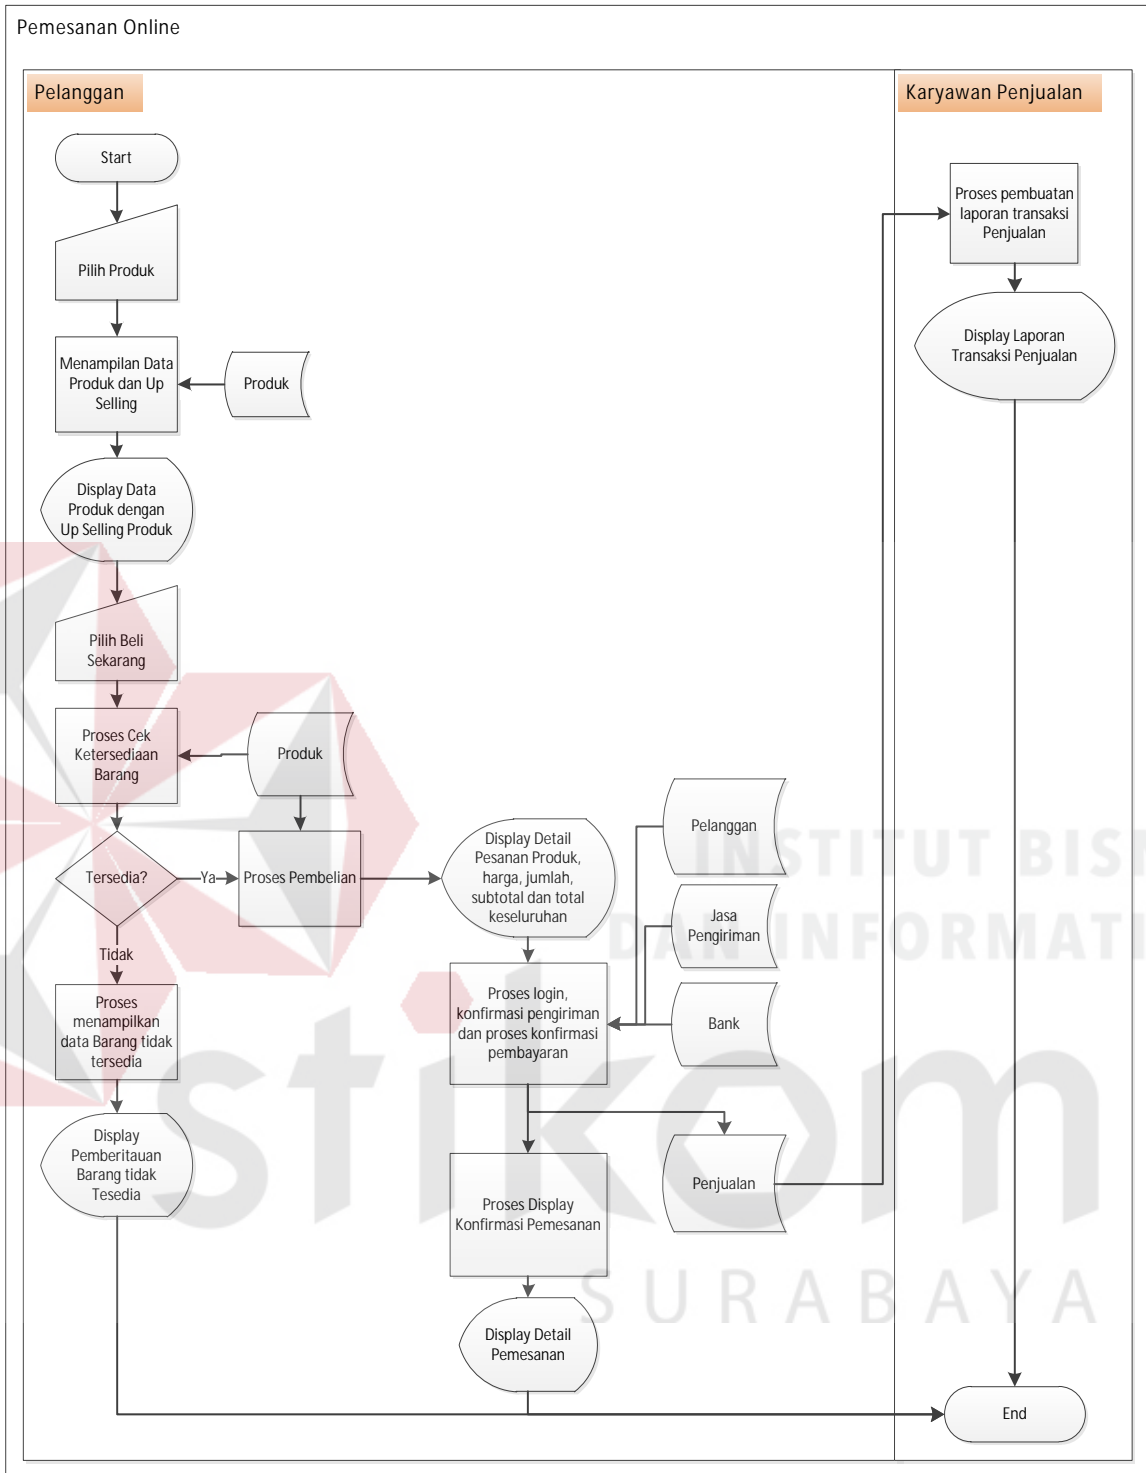 Pemesanan Online
Pelanggan
Karyawan Penjualan
Start
Pilih Produk
Menampilan Data
Produk dan Up
Selling
Produk
Display Data
Produk dengan
Up Selling Produk
Pilih Beli
Sekarang
Proses Cek
Ketersediaan
Barang
Produk
Tersedia?
Ya
Proses Pembelian
Tidak
Proses
menampilkan
data Barang tidak
tersedia
Display
Pemberitauan
Barang tidak
Tesedia
Display Detail
Pesanan Produk,
harga, jumlah,
subtotal dan total
keseluruhan
Pelanggan
Jasa
Pengiriman
Bank
Proses login,
konfirmasi pengiriman
dan proses konfirmasi
pembayaran
Penjualan
Proses Display
Konfirmasi Pemesanan
Display Detail
Pemesanan
Proses pembuatan
laporan transaksi
Penjualan
Display Laporan
Transaksi Penjualan
End
INSTITUT BISN
DAN INFORMATI
stikom
SURABAYA